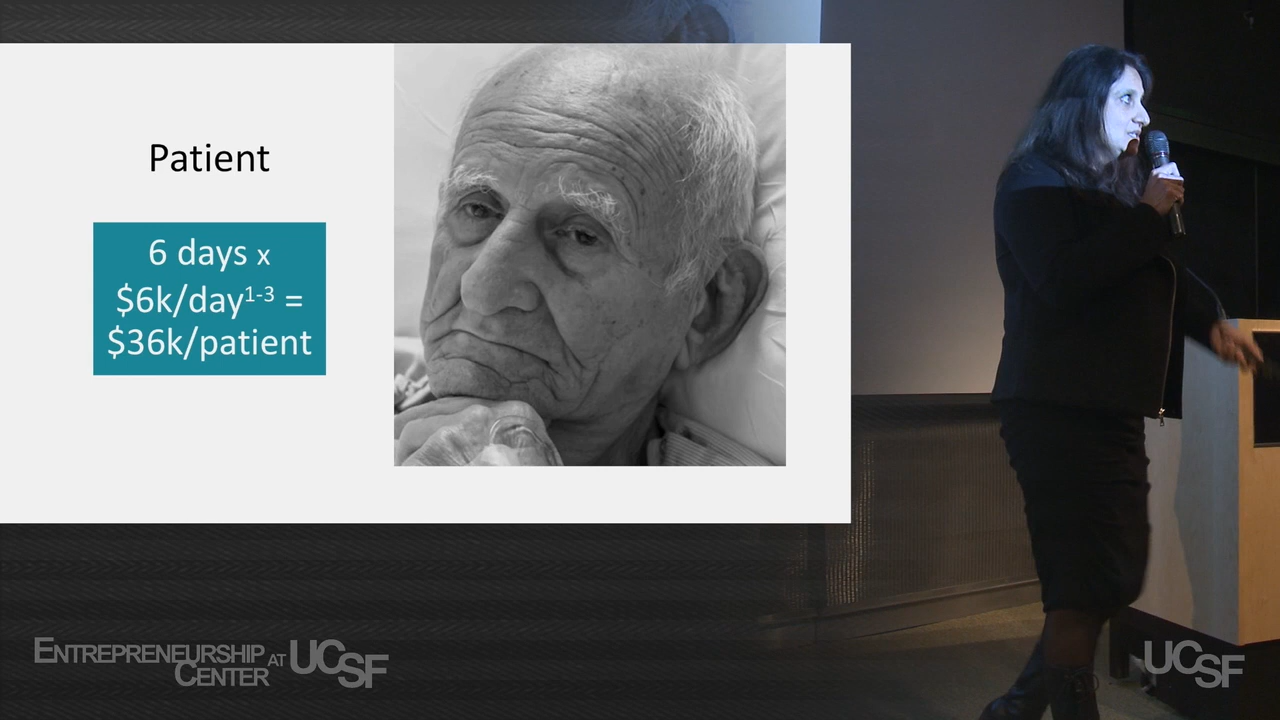 Patient
6 days x
$6k/day¹⁻³ =
$36k/patient
ENTREPRENEURSHIP AT UCSF
CENTER
UCSF